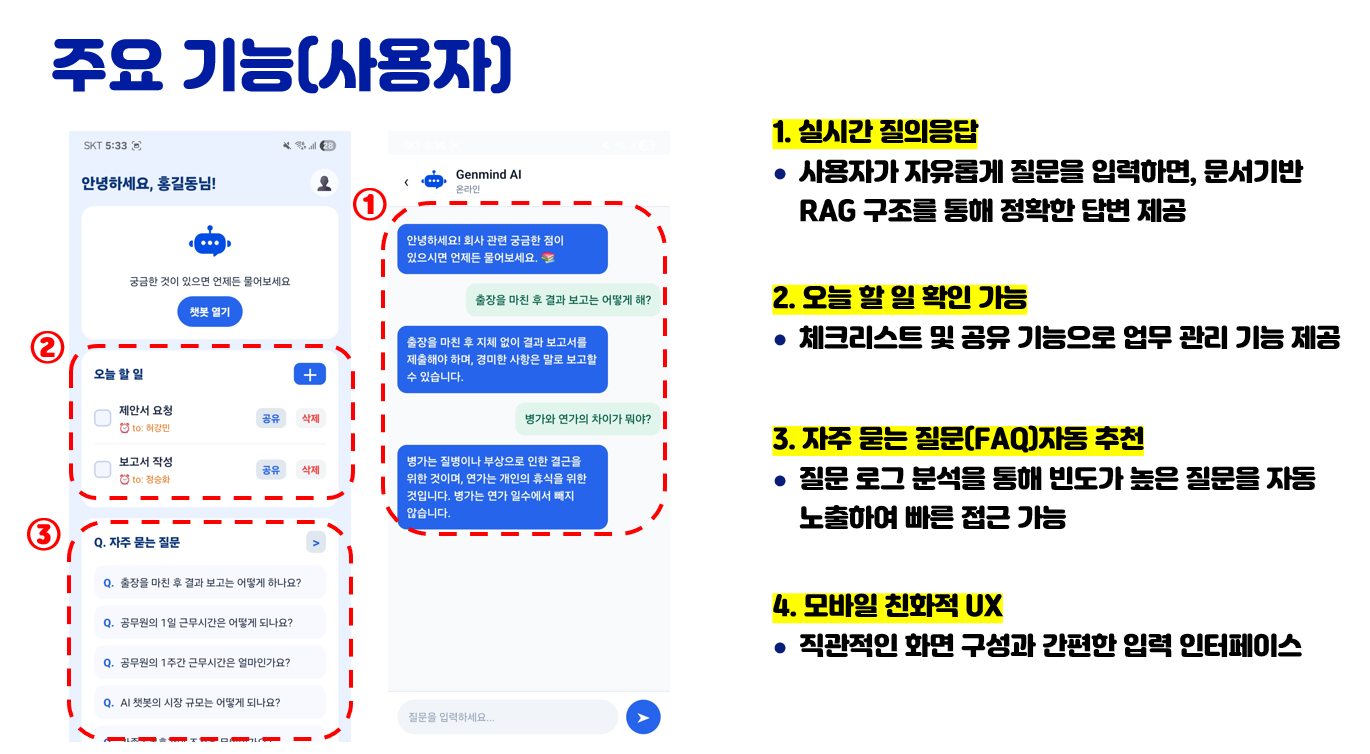 주요 기능(사용자)
SKT 5:33
28
안녕하세요, 홍길동님!
궁금한 것이 있으면 언제든 물어보세요
챗봇 열기
②
오늘 할 일
+
제안서 요청
to: 허강민
공유
삭제
보고서 작성
to: 정승화
공유
삭제
③
Q. 자주 묻는 질문
>
Q. 출장을 마친 후 결과 보고는 어떻게 하나요?
Q. 공무원의 1일 근무시간은 어떻게 되나요?
Q. 공무원의 1주간 근무시간은 얼마인가요?
Q. AI 챗봇의 시장 규모는 어떻게 되나요?
①
‹
Genmind AI
온라인
안녕하세요! 회사 관련 궁금한 점이
있으시면 언제든 물어보세요. 📚
출장을 마친 후 결과 보고는 어떻게 해?
출장을 마친 후 지체 없이 결과 보고서를
제출해야 하며, 경미한 사항은 말로 보고할
수 있습니다.
병가와 연가의 차이가 뭐야?
병가는 질병이나 부상으로 인한 결근을
위한 것이며, 연가는 개인의 휴식을 위한
것입니다. 병가는 연가 일수에서 빼지
않습니다.
질문을 입력하세요...
1. 실시간 질의응답
• 사용자가 자유롭게 질문을 입력하면, 문서기반
RAG 구조를 통해 정확한 답변 제공
2. 오늘 할 일 확인 가능
• 체크리스트 및 공유 기능으로 업무 관리 기능 제공
3. 자주 묻는 질문(FAQ)자동 추천
• 질문 로그 분석을 통해 빈도가 높은 질문을 자동
노출하여 빠른 접근 가능
4. 모바일 친화적 UX
• 직관적인 화면 구성과 간편한 입력 인터페이스